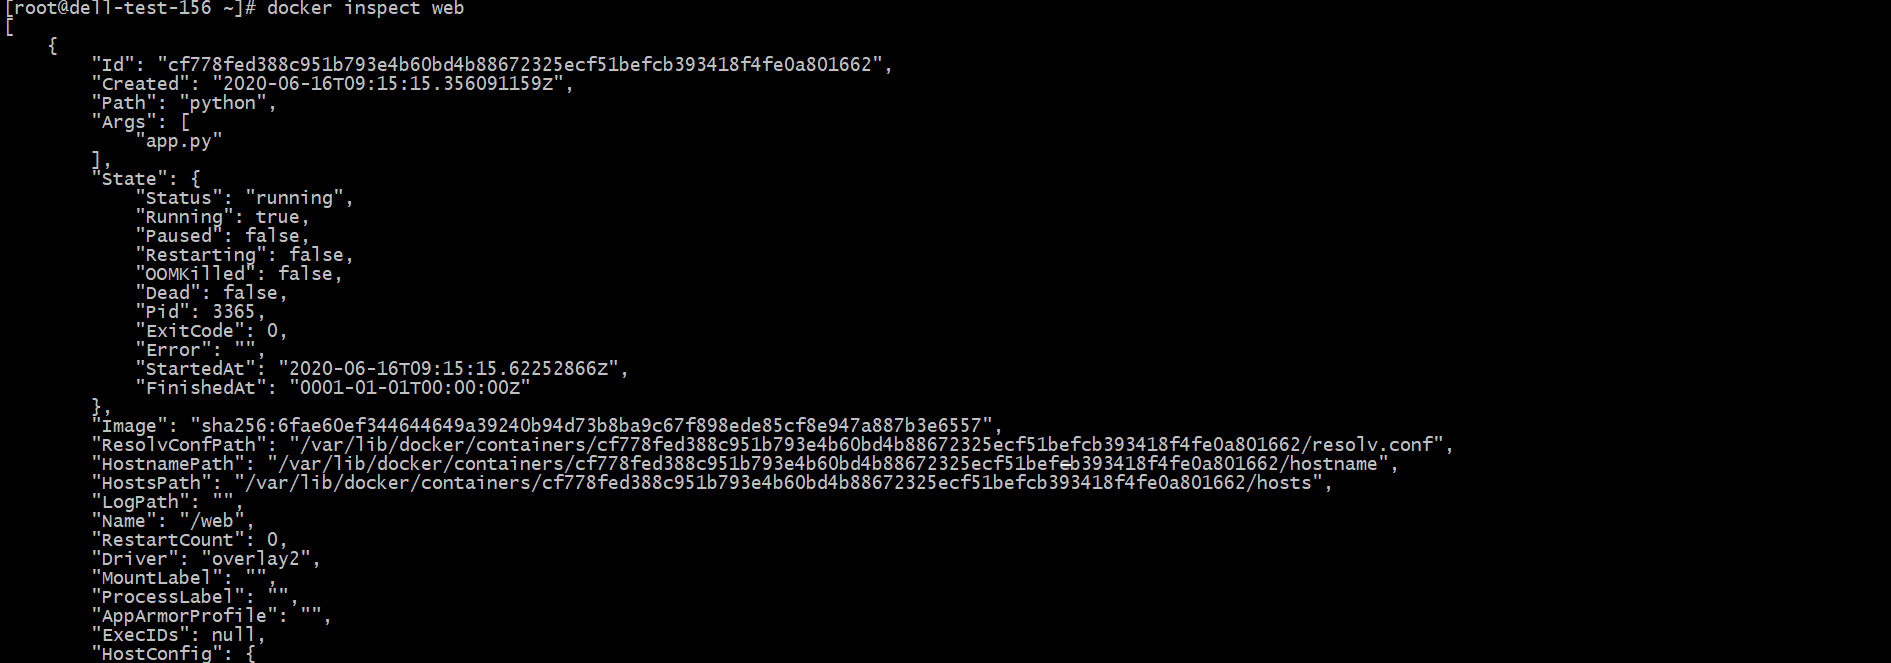 [root@dell-test-156 ~]# docker inspect web
[
    {
        "Id": "cf778fed388c951b793e4b60bd4b88672325ecf51befcb393418f4fe0a801662",
        "Created": "2020-06-16T09:15:15.356091159Z",
        "Path": "python",
        "Args": [
            "app.py"
        ],
        "State": {
            "Status": "running",
            "Running": true,
            "Paused": false,
            "Restarting": false,
            "OOMKilled": false,
            "Dead": false,
            "Pid": 3365,
            "ExitCode": 0,
            "Error": "",
            "StartedAt": "2020-06-16T09:15:15.62252866Z",
            "FinishedAt": "0001-01-01T00:00:00Z"
        },
        "Image": "sha256:6fae60ef344644649a39240b94d73b8ba9c67f898ede85cf8e947a887b3e6557",
        "ResolvConfPath": "/var/lib/docker/containers/cf778fed388c951b793e4b60bd4b88672325ecf51befcb393418f4fe0a801662/resolv.conf",
        "HostnamePath": "/var/lib/docker/containers/cf778fed388c951b793e4b60bd4b88672325ecf51befcb393418f4fe0a801662/hostname",
        "HostsPath": "/var/lib/docker/containers/cf778fed388c951b793e4b60bd4b88672325ecf51befcb393418f4fe0a801662/hosts",
        "LogPath": "",
        "Name": "/web",
        "RestartCount": 0,
        "Driver": "overlay2",
        "MountLabel": "",
        "ProcessLabel": "",
        "AppArmorProfile": "",
        "ExecIDs": null,
        "HostConfig": {